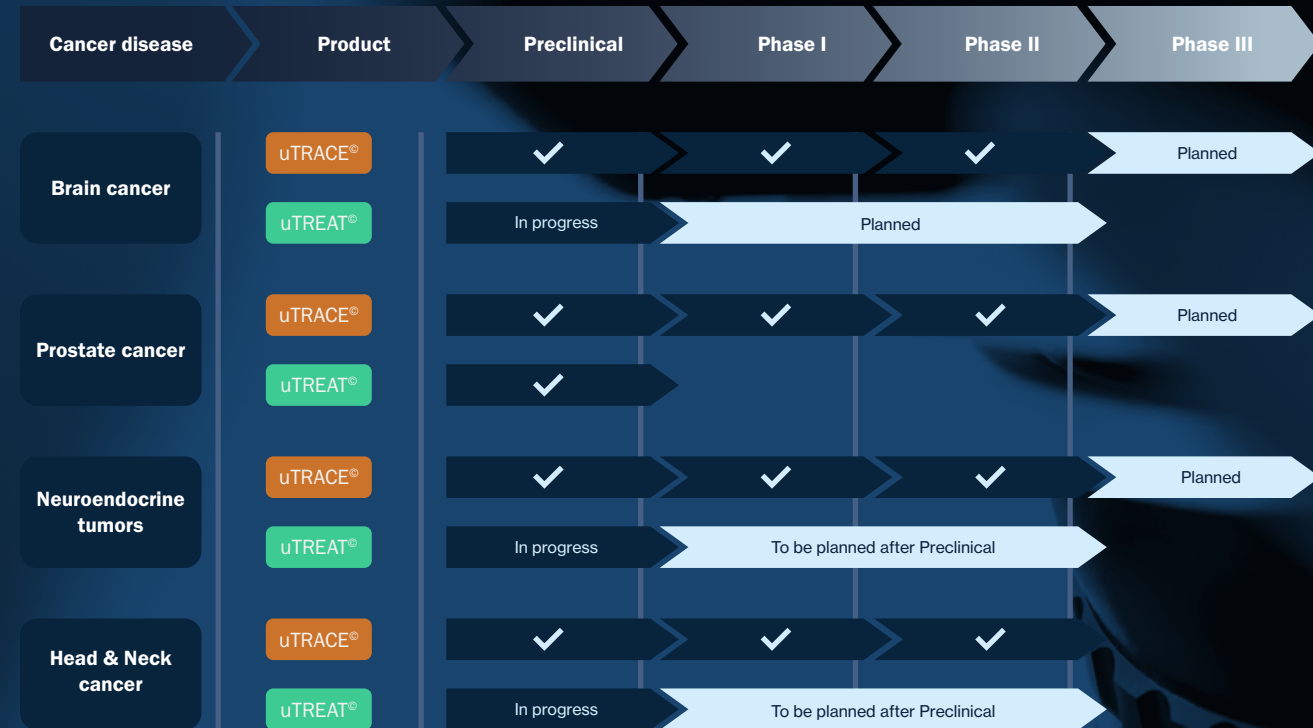 Cancer disease Product Preclinical Phase I Phase II Phase III
Brain cancer
uTRACE© ✓ ✓ ✓ Planned
uTREAT© In progress Planned
Prostate cancer
uTRACE© ✓ ✓ ✓ Planned
uTREAT© ✓
Neuroendocrine
tumors
uTRACE© ✓ ✓ ✓ Planned
uTREAT© In progress To be planned after Preclinical
Head & Neck
cancer
uTRACE© ✓ ✓ ✓
uTREAT© In progress To be planned after Preclinical